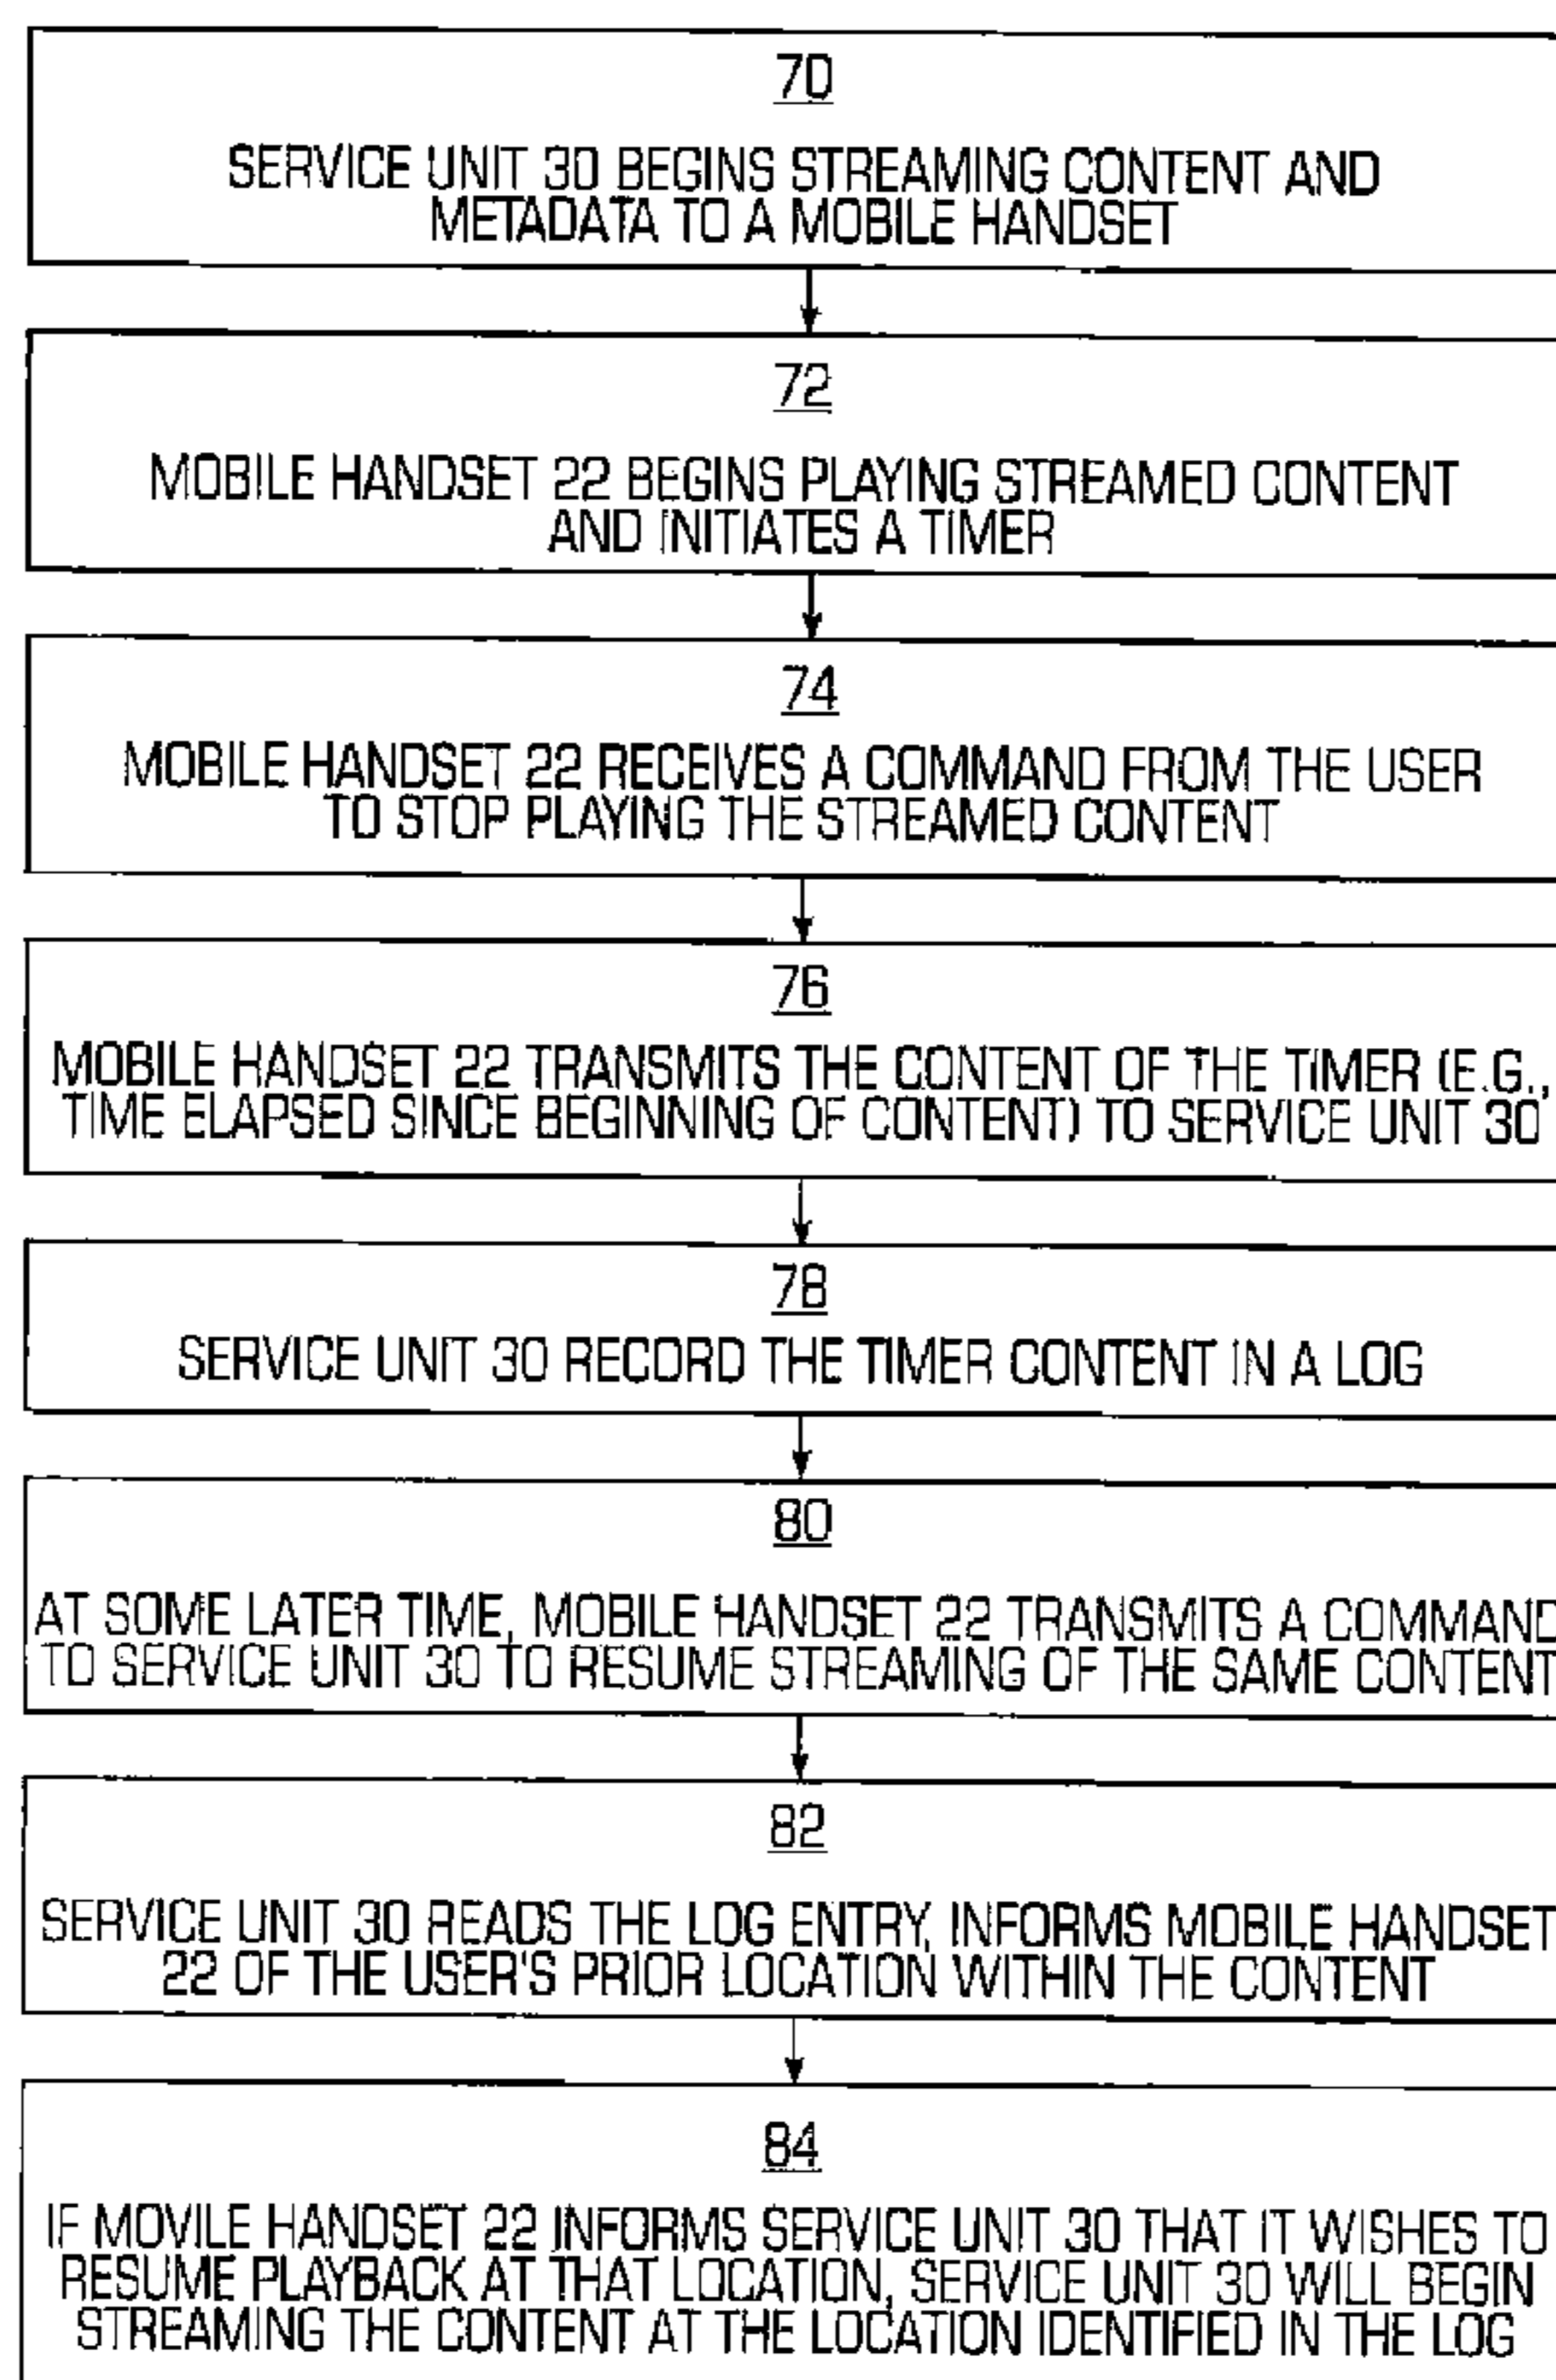 70
SERVICE UNIT 30 BEGINS STREAMING CONTENT AND
METADATA TO A MOBILE HANDSET
72
MOBILE HANDSET 22 BEGINS PLAYING STREAMED CONTENT
AND INITIATES A TIMER
74
MOBILE HANDSET 22 RECEIVES A COMMAND FROM THE USER
TO STOP PLAYING THE STREAMED CONTENT
76
MOBILE HANDSET 22 TRANSMITS THE CONTENT OF THE TIMER (E.G.,
TIME ELAPSED SINCE BEGINNING OF CONTENT) TO SERVICE UNIT 30
78
SERVICE UNIT 30 RECORD THE TIMER CONTENT IN A LOG
80
AT SOME LATER TIME, MOBILE HANDSET 22 TRANSMITS A COMMAND
TO SERVICE UNIT 30 TO RESUME STREAMING OF THE SAME CONTENT
82
SERVICE UNIT 30 READS THE LOG ENTRY, INFORMS MOBILE HANDSET
22 OF THE USER'S PRIOR LOCATION WITHIN THE CONTENT
84
IF MOVILE HANDSET 22 INFORMS SERVICE UNIT 30 THAT IT WISHES TO
RESUME PLAYBACK AT THAT LOCATION, SERVICE UNIT 30 WILL BEGIN
STREAMING THE CONTENT AT THE LOCATION IDENTIFIED IN THE LOG